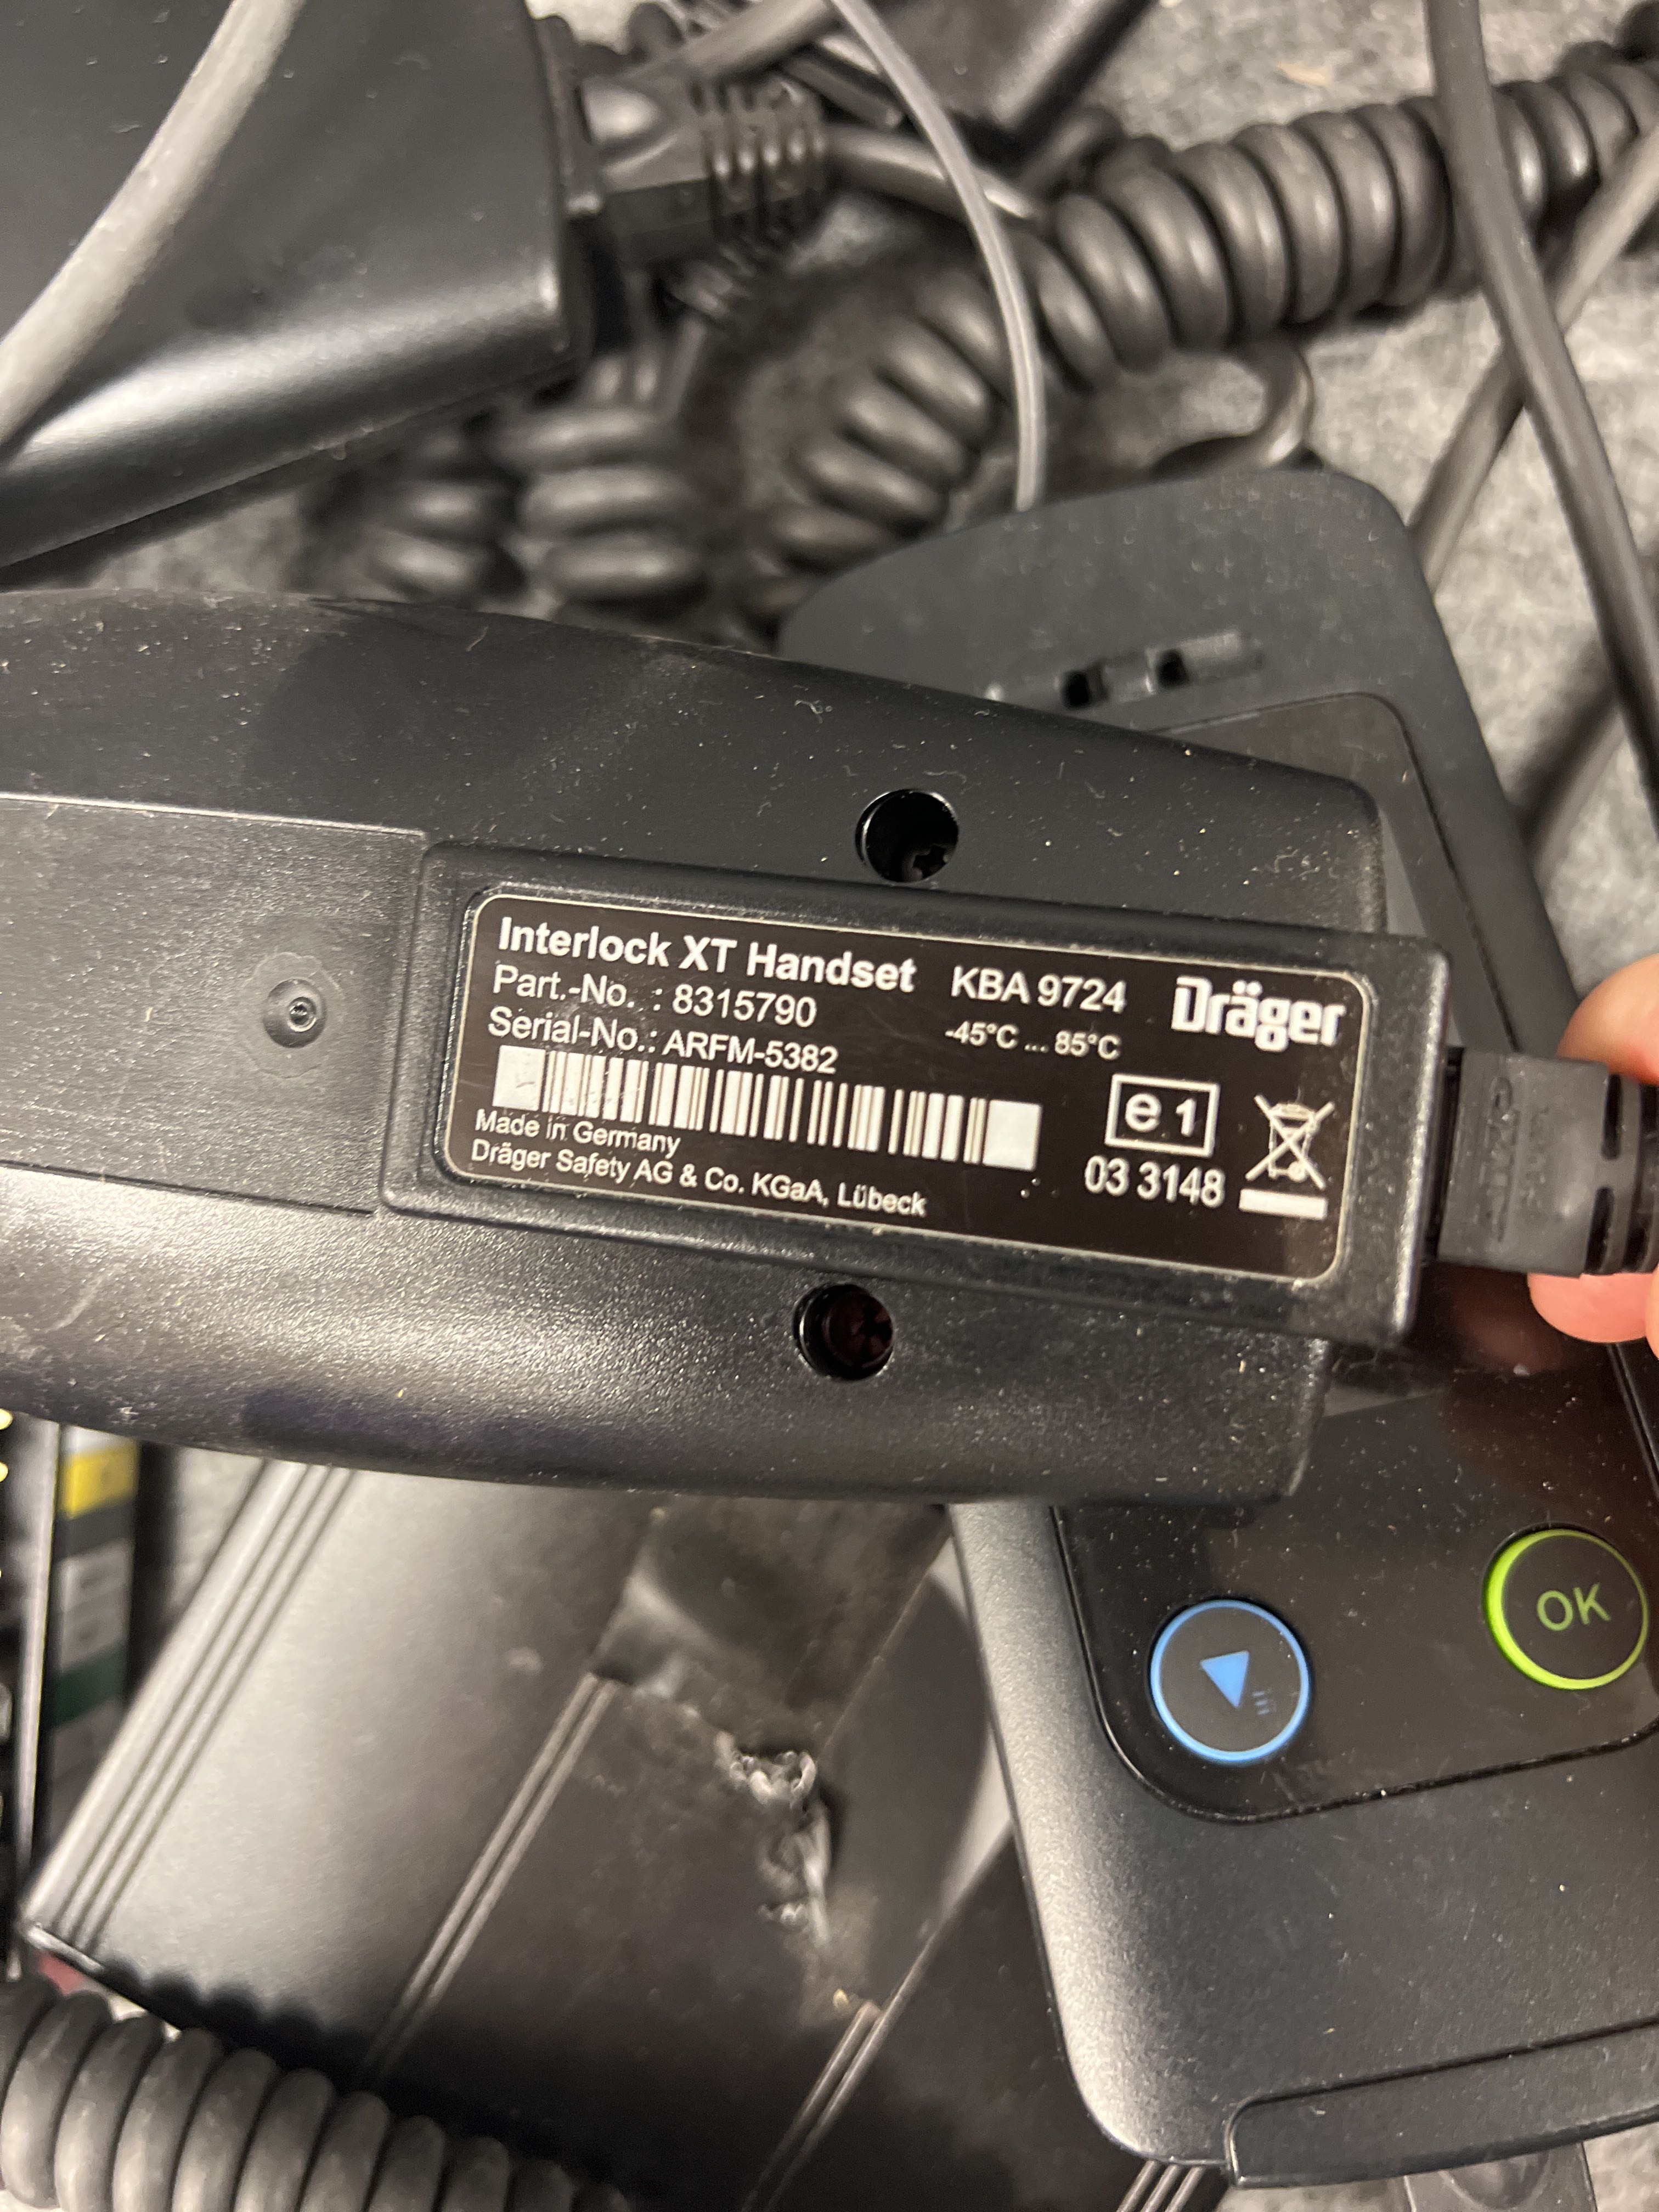 Interlock XT Handset KBA 9724 Dräger
Part.-No. : 8315790
-45°C ... 85°C
Serial-No.: ARFM-5382
e 1
Made in Germany
03 3148
Dräger Safety AG & Co. KGaA, Lübeck
OK